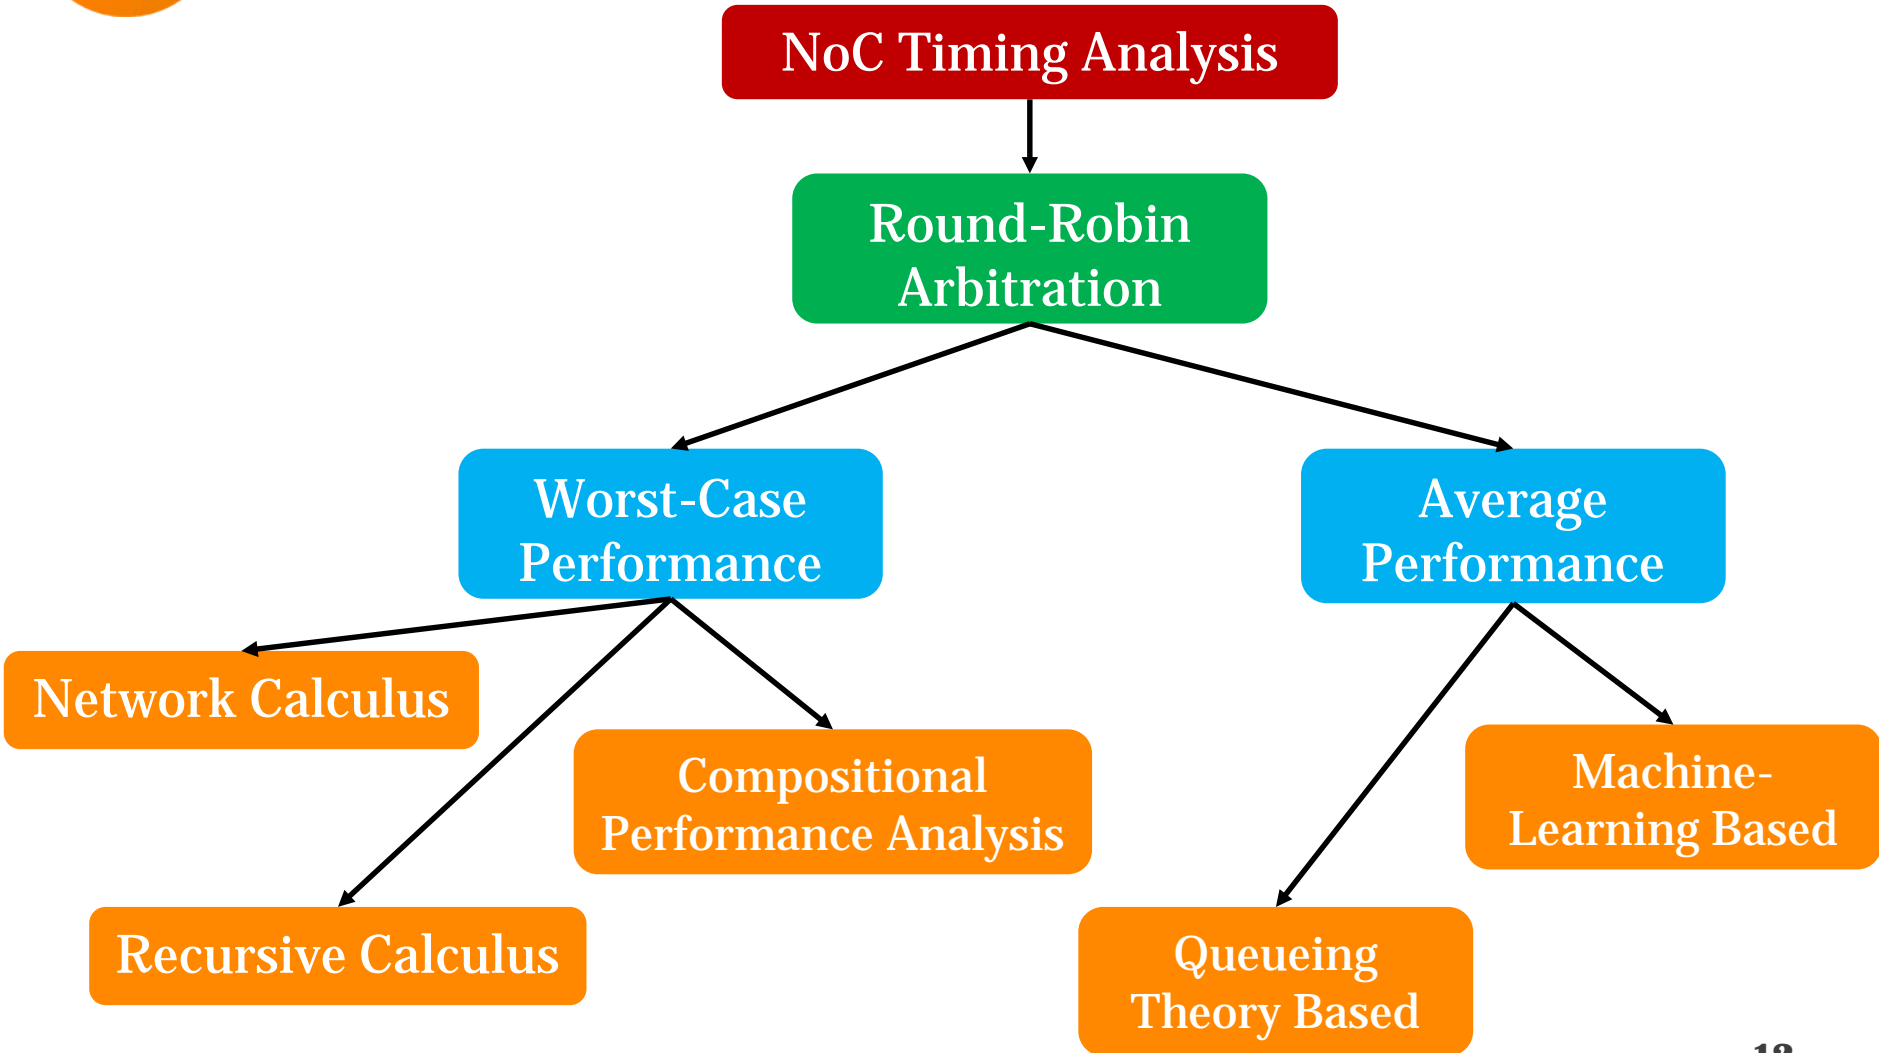 NoC Timing Analysis
Round-Robin
Arbitration
Worst-Case
Performance
Average
Performance
Network Calculus
Compositional
Performance Analysis
Machine-
Learning Based
Recursive Calculus
Queueing
Theory Based